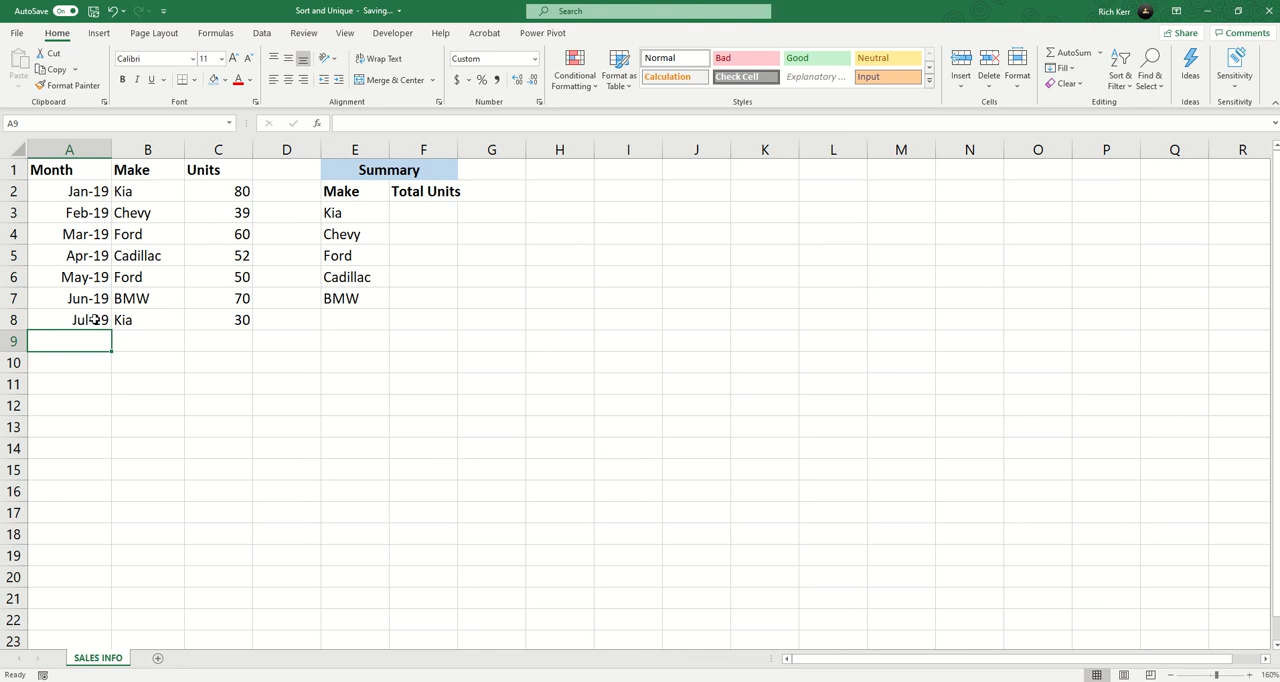 AutoSave On Sort and Unique - Saving... Search Rich Kerr
File Home Insert Page Layout Formulas Data Review View Developer Help Acrobat Power Pivot Share Comments
Paste Cut Copy Format Painter Clipboard
Calibri 11 B I U A Font
Wrap Text Merge & Center Alignment
Custom $ % Number
Conditional Formatting Format as Table Normal Bad Good Neutral Calculation Check Cell Explanatory ... Input Styles
Insert Delete Format Cells
AutoSum Fill Clear Sort & Filter Find & Select Editing
Ideas Ideas
Sensitivity Sensitivity
A9 fx
A B C D E F G H I J K L M N O P Q R
1 Month Make Units Summary
2 Jan-19 Kia 80 Make Total Units
3 Feb-19 Chevy 39 Kia
4 Mar-19 Ford 60 Chevy
5 Apr-19 Cadillac 52 Ford
6 May-19 Ford 50 Cadillac
7 Jun-19 BMW 70 BMW
8 Jul-19 Kia 30
9
10
11
12
13
14
15
16
17
18
19
20
21
22
23
SALES INFO
Ready 160%